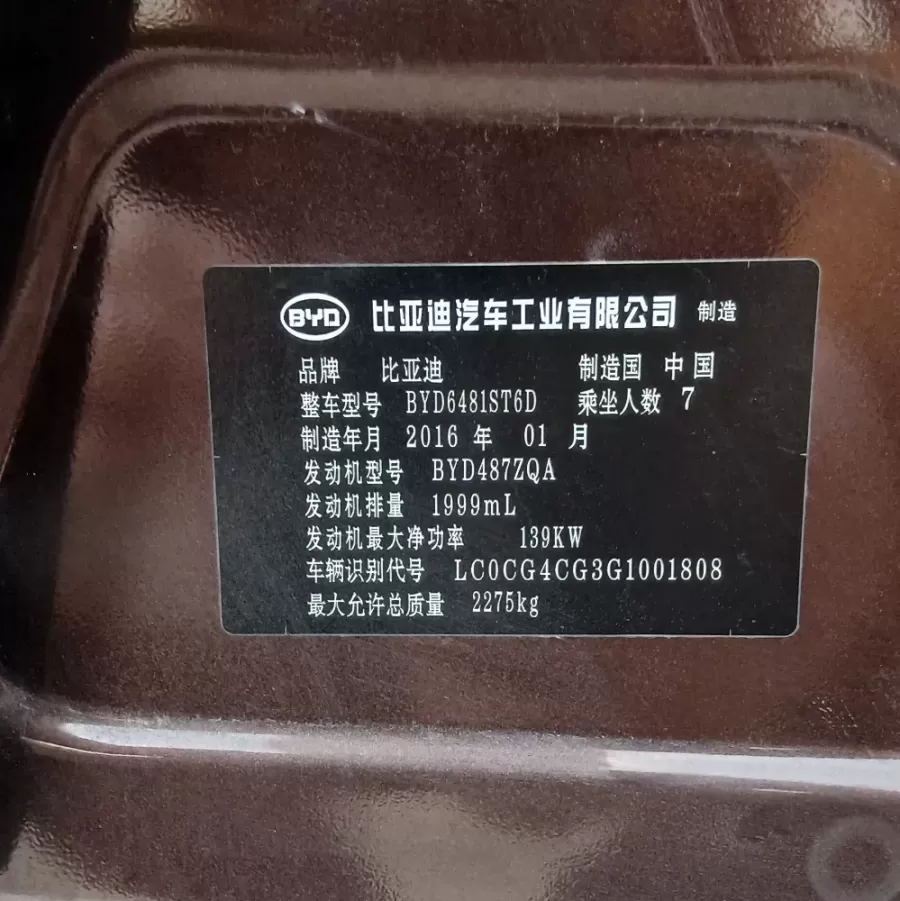 BYD 比亚迪汽车工业有限公司 制造
品牌 比亚迪 制造国 中国
整车型号 BYD6481ST6D 乘坐人数 7
制造年月 2016 年 01 月
发动机型号 BYD487ZQA
发动机排量 1999mL
发动机最大净功率 139KW
车辆识别代号 LC0CG4CG3G1001808
最大允许总质量 2275kg